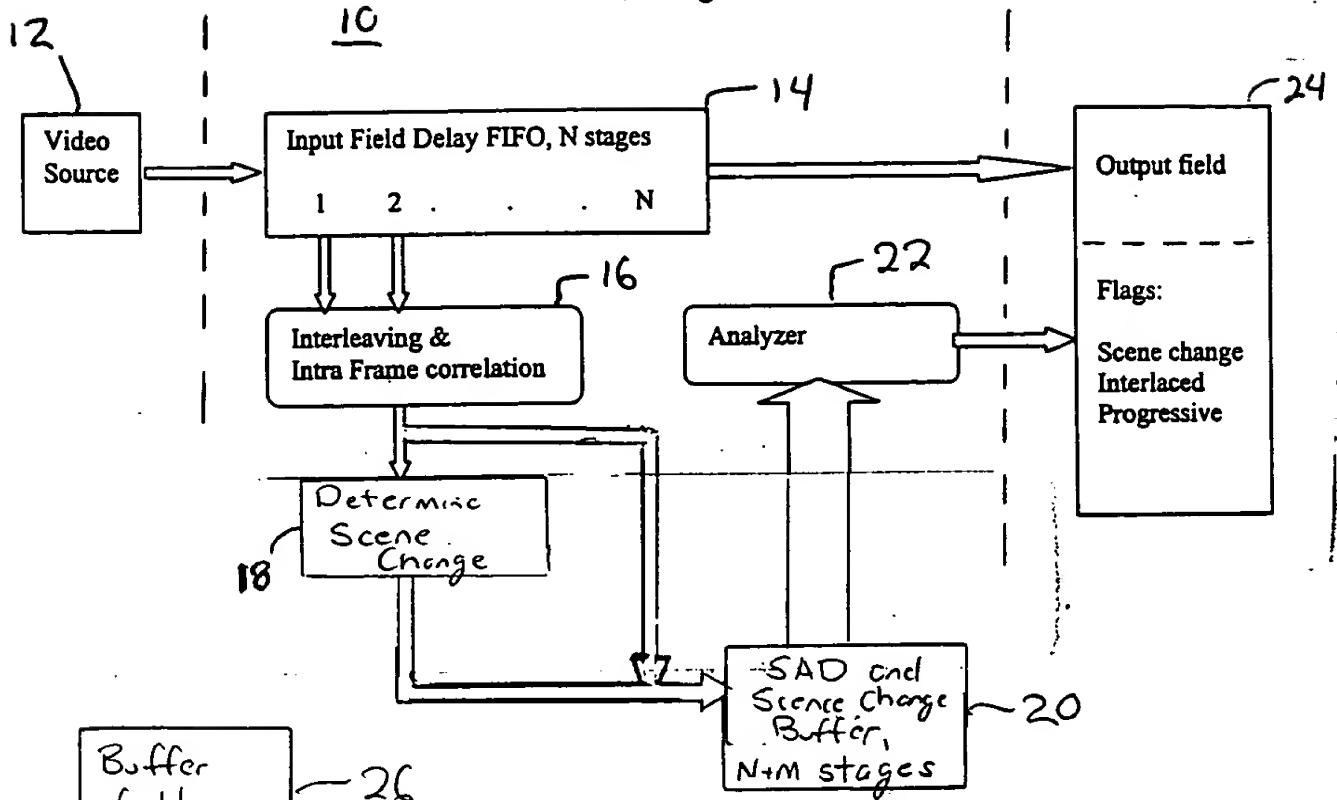 10
12
14
24
Video
Source
Input Field Delay FIFO, N stages
1 2 . . . N
Output field
16
22
Interleaving &
Intra Frame correlation
Analyzer
Flags:
Scene change
Interlaced
Progressive
Determine
Scene
Change
18
SAD and
Scence Change
Buffer,
N+M stages
20
Buffer
26